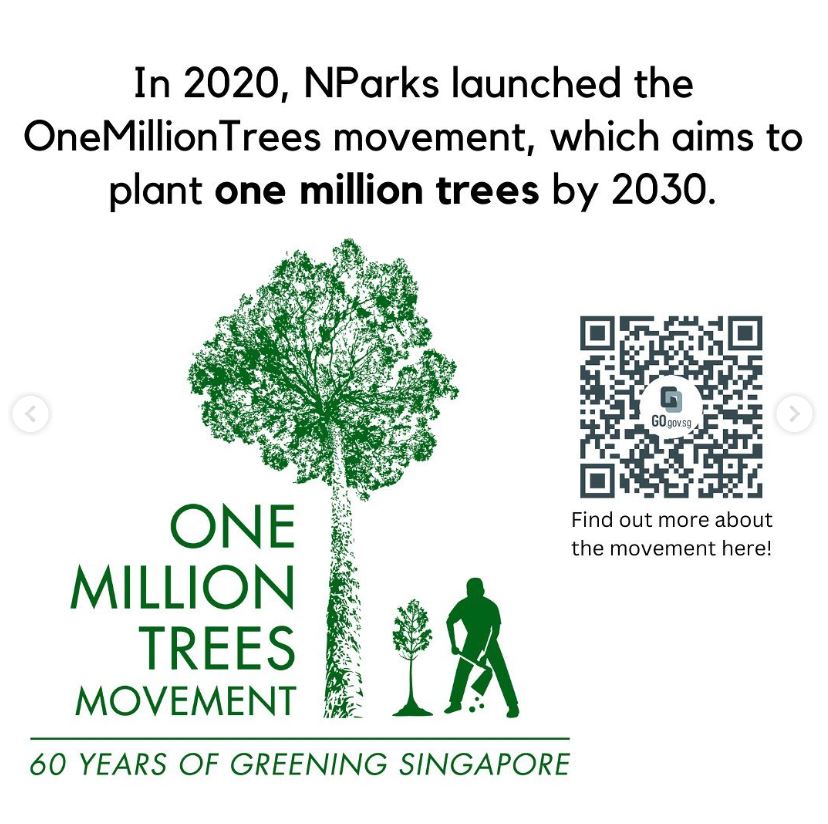 In 2020, NParks launched the
OneMillionTrees movement, which aims to
plant one million trees by 2030.
GOgov.sg
Find out more about
the movement here!
ONE
MILLION
TREES
MOVEMENT
60 YEARS OF GREENING SINGAPORE